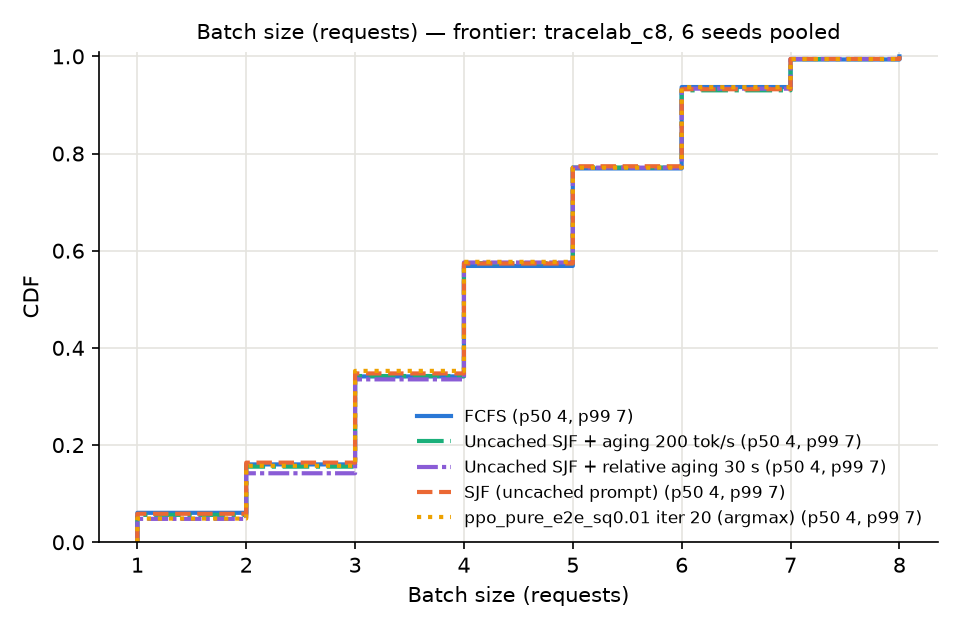 Batch size (requests) — frontier: tracelab_c8, 6 seeds pooled
1.0
0.8
0.6
0.4
0.2
0.0
CDF
FCFS (p50 4, p99 7)
Uncached SJF + aging 200 tok/s (p50 4, p99 7)
Uncached SJF + relative aging 30 s (p50 4, p99 7)
SJF (uncached prompt) (p50 4, p99 7)
ppo_pure_e2e_sq0.01 iter 20 (argmax) (p50 4, p99 7)
1 2 3 4 5 6 7 8
Batch size (requests)